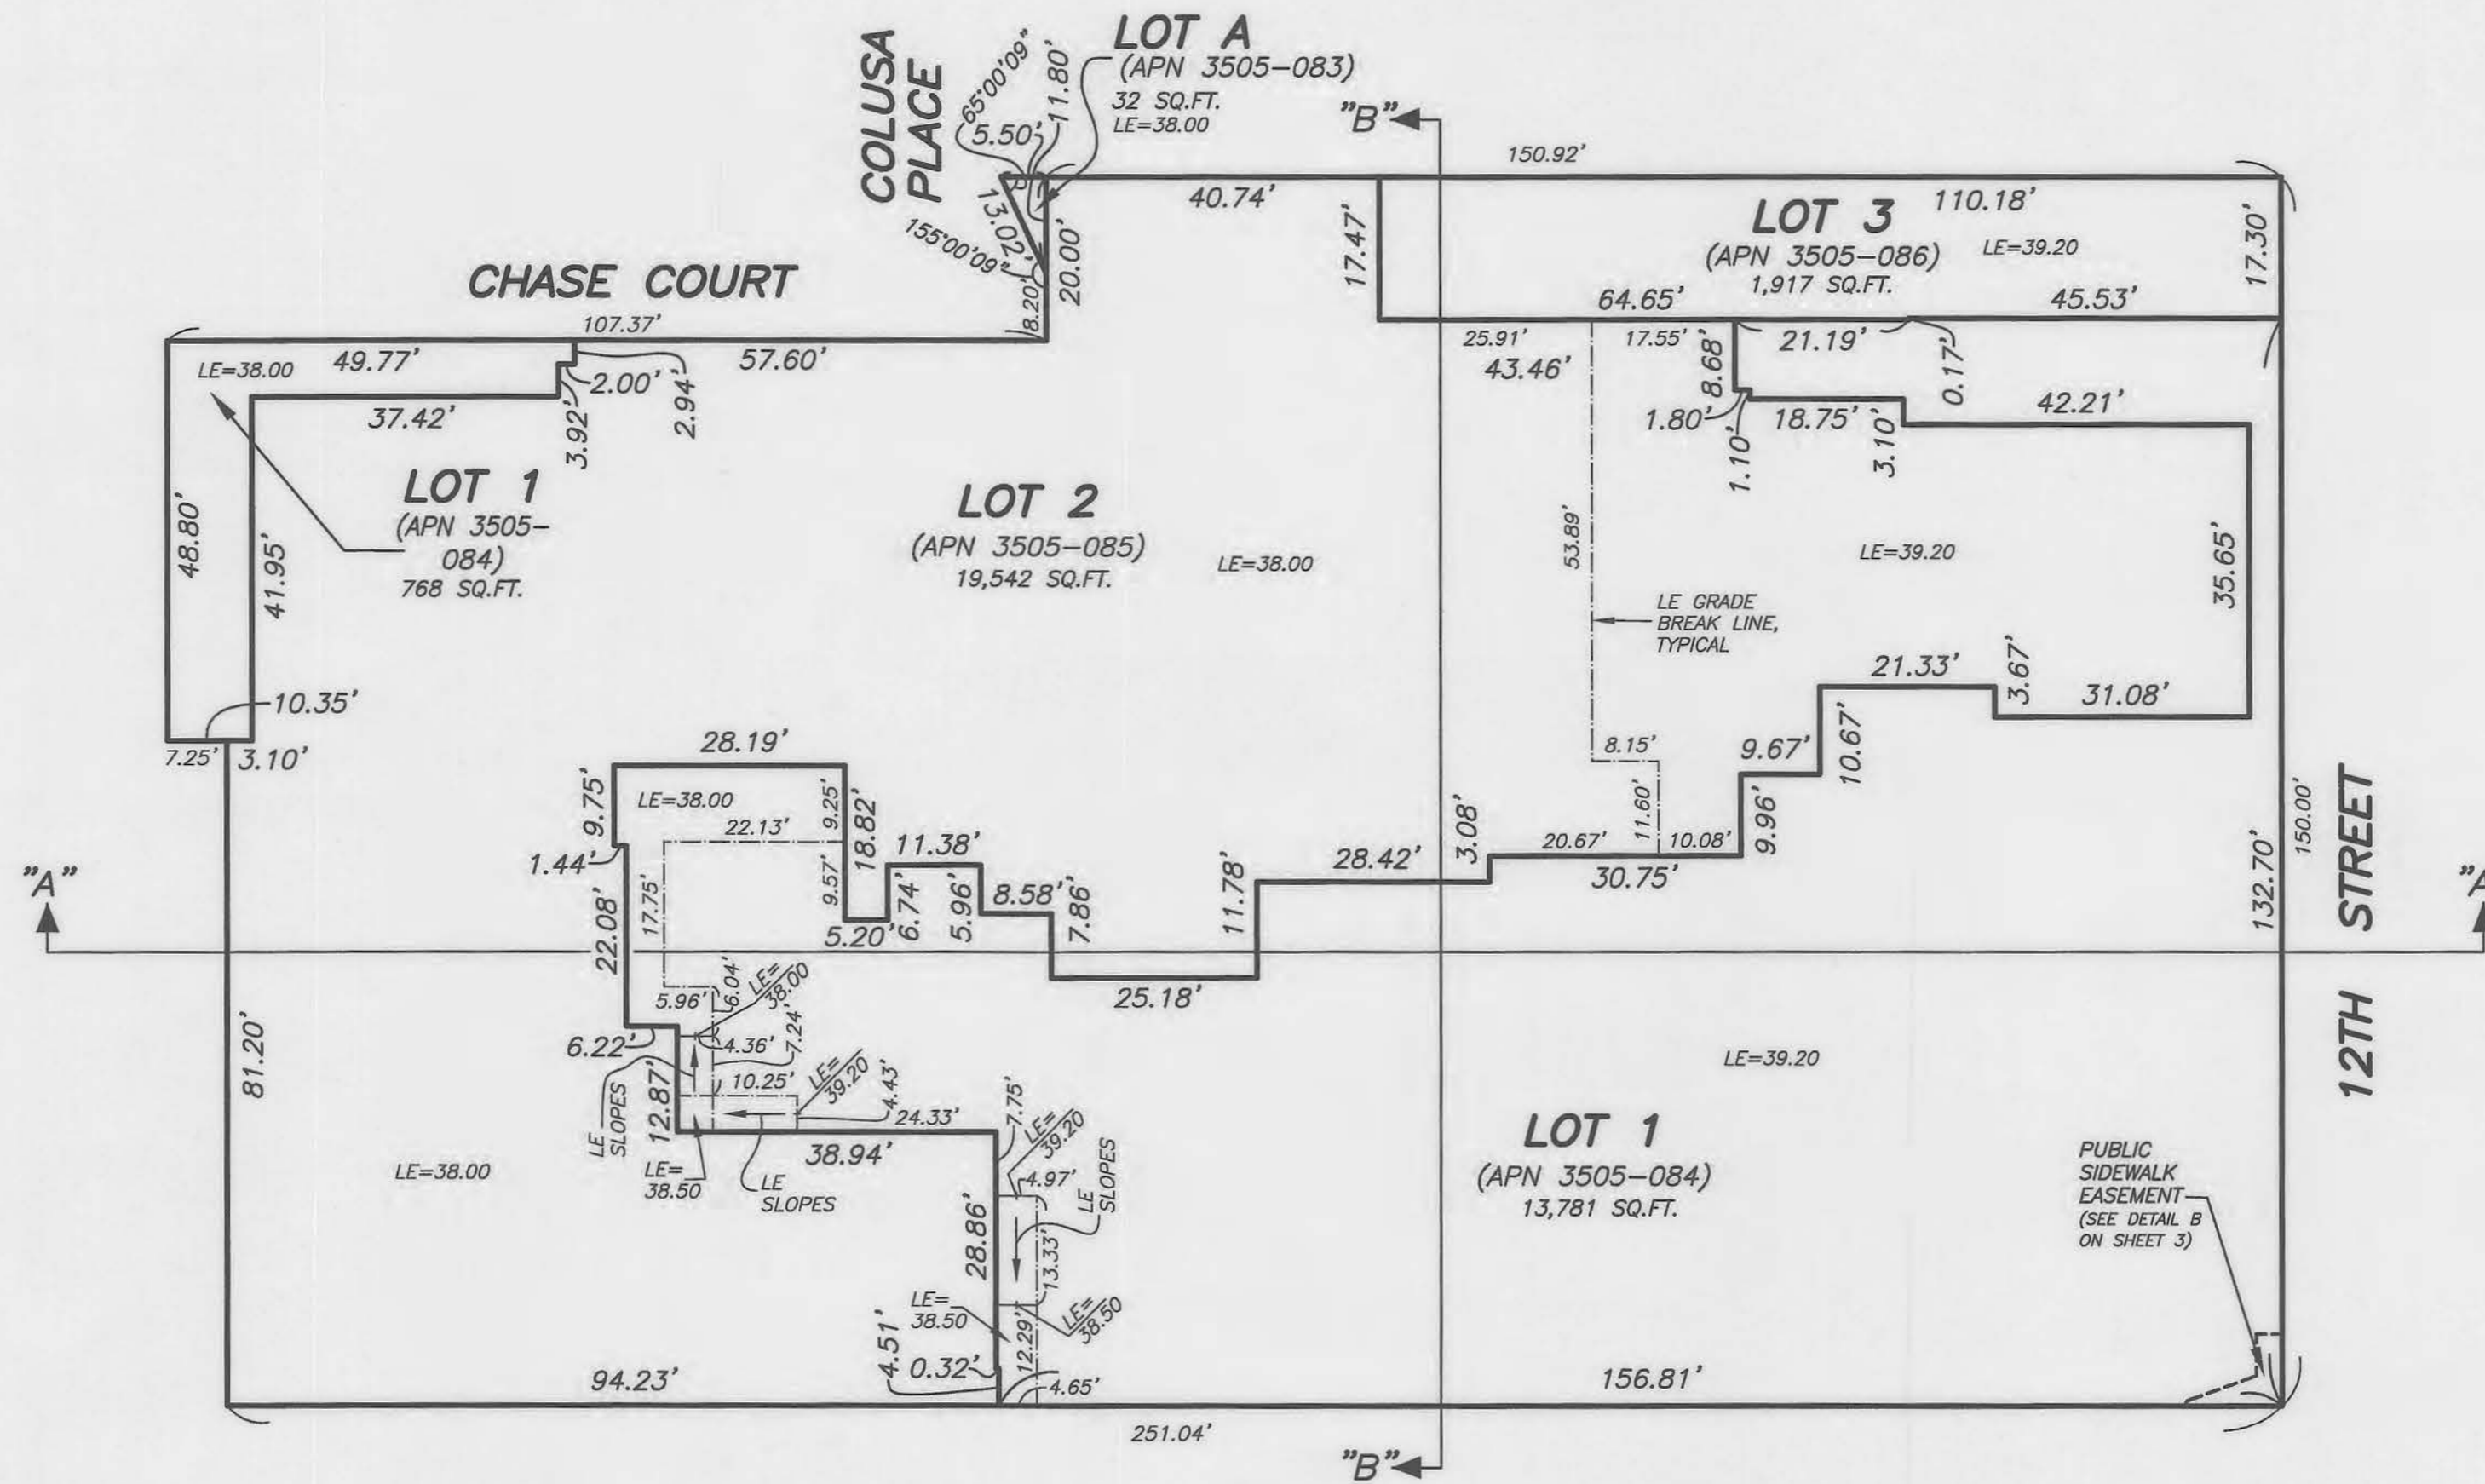 COLUSA
PLACE
65°00'09"
5.50'
11.80'
LOT A
(APN 3505-083)
32 SQ.FT.
LE=38.00
"B"
150.92'
13.02'
155°00'09"
8.20'
20.00'
40.74'
17.47'
LOT 3
(APN 3505-086)
1,917 SQ.FT.
110.18'
LE=39.20
17.30'
CHASE COURT
107.37'
64.65'
45.53'
LE=38.00
49.77'
57.60'
2.00'
2.94'
37.42'
3.92'
25.91'
17.55'
43.46'
8.68'
21.19'
0.17'
1.80'
1.10'
18.75'
3.10'
42.21'
48.80'
41.95'
LOT 1
(APN 3505-
084)
768 SQ.FT.
LOT 2
(APN 3505-085)
19,542 SQ.FT.
LE=38.00
53.89'
LE=39.20
35.65'
LE GRADE
BREAK LINE,
TYPICAL
10.35'
7.25'
3.10'
21.33'
3.67'
31.08'
28.19'
8.15'
9.67'
10.67'
9.75'
LE=38.00
9.25'
22.13'
18.82'
11.60'
9.96'
1.44'
11.38'
28.42'
3.08'
20.67'
10.08'
30.75'
150.00'
132.70'
12TH STREET
"A"
"A
22.08'
17.75'
9.57'
5.20'
6.74'
5.96'
8.58'
7.86'
11.78'
25.18'
5.96'
6.04'
LE=
38.00
6.22'
4.36'
7.24'
81.20'
LE
SLOPES
12.87'
10.25'
LE=
39.20
4.43'
24.33'
38.94'
LE=38.00
LE=
38.50
LE
SLOPES
7.75'
LE=
39.20
4.97'
LE
SLOPES
28.86'
13.33'
LE=
38.50
LE=
38.50
4.51'
0.32'
12.29'
4.65'
LE=39.20
LOT 1
(APN 3505-084)
13,781 SQ.FT.
PUBLIC
SIDEWALK
EASEMENT
(SEE DETAIL B
ON SHEET 3)
94.23'
156.81'
251.04'
"B"